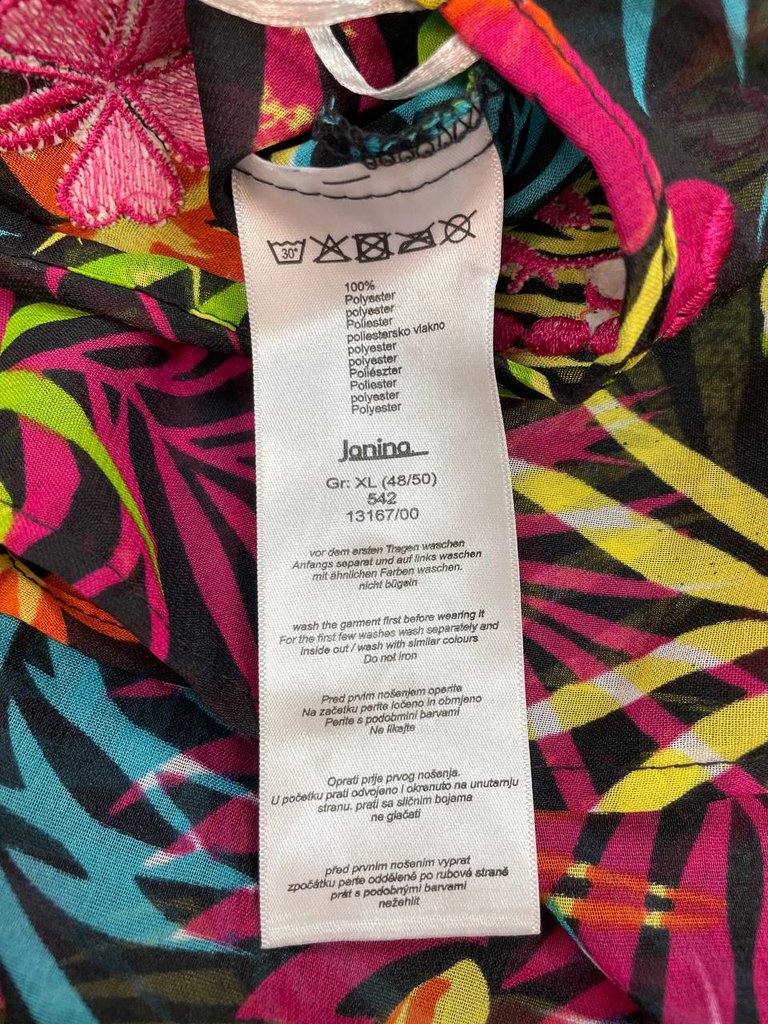 30°
100%
Polyester
polyester
Poliester
poliestersko vlakno
polyester
polyester
Poliészter
Poliester
polyester
Polyester
Janina
Gr: XL (48/50)
542
13167/00
vor dem ersten Tragen waschen
Anfangs separat und auf links waschen
mit ähnlichen Farben waschen.
nicht bügeln
wash the garment first before wearing it
For the first few washes wash separately and
Inside out / wash with similar colours
Do not iron
Pred prvim nošenjem operite
Na začetku perite ločeno in obrnjeno
Perite s podobnimi barvami
Ne likajte
Oprati prije prvog nošenja.
U početku prati odvojeno i okrenuto na unutarnju
stranu. prati sa sličnim bojama
ne glačati
před prvním nošením vyprat
zpočátku perte odděleně po rubové straně
prát s podobnými barvami
nežehlit